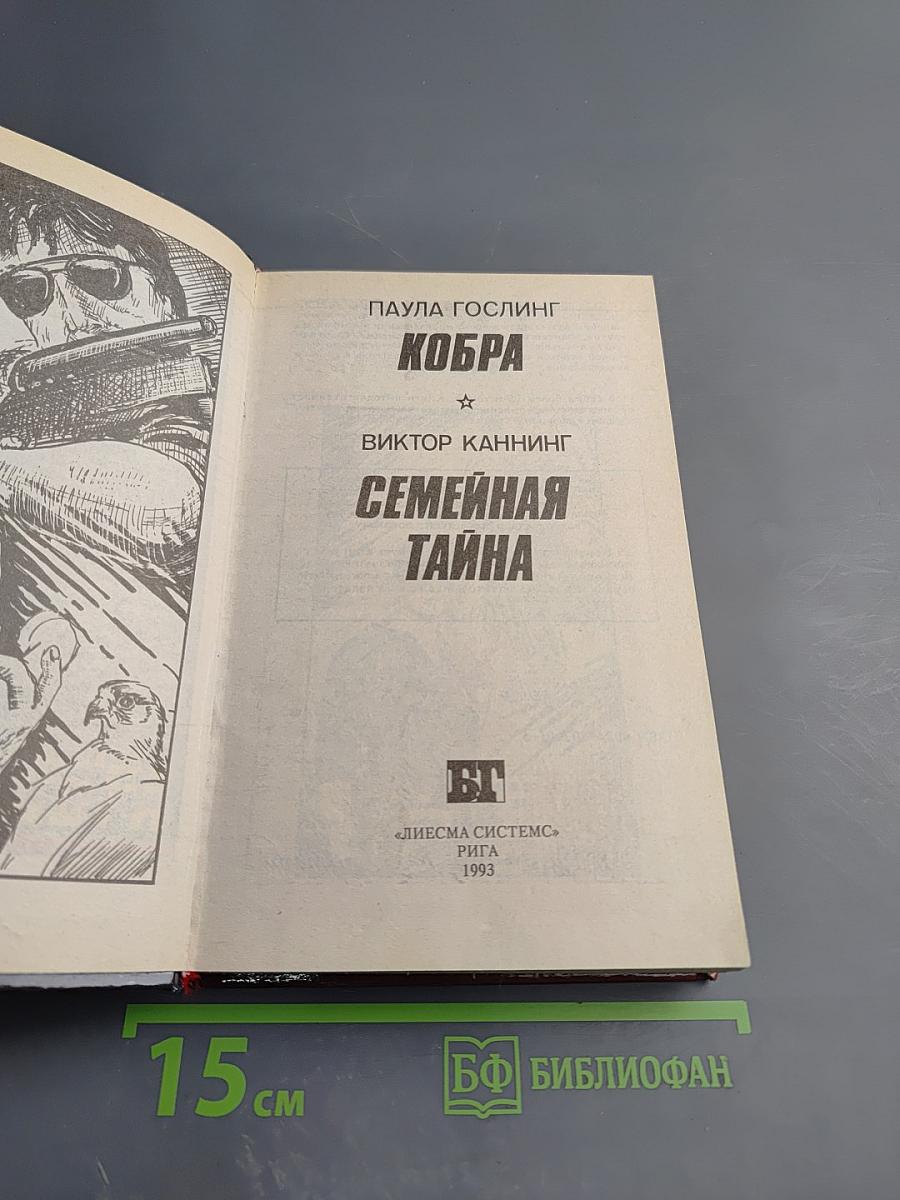 ПАУЛА ГОСЛИНГ
КОБРА
ВИКТОР КАННИНГ
СЕМЕЙНАЯ
ТАЙНА
БГ
«ЛИЕСМА СИСТЕМС»
РИГА
1993
15 см
БФ БИБЛИОФАН